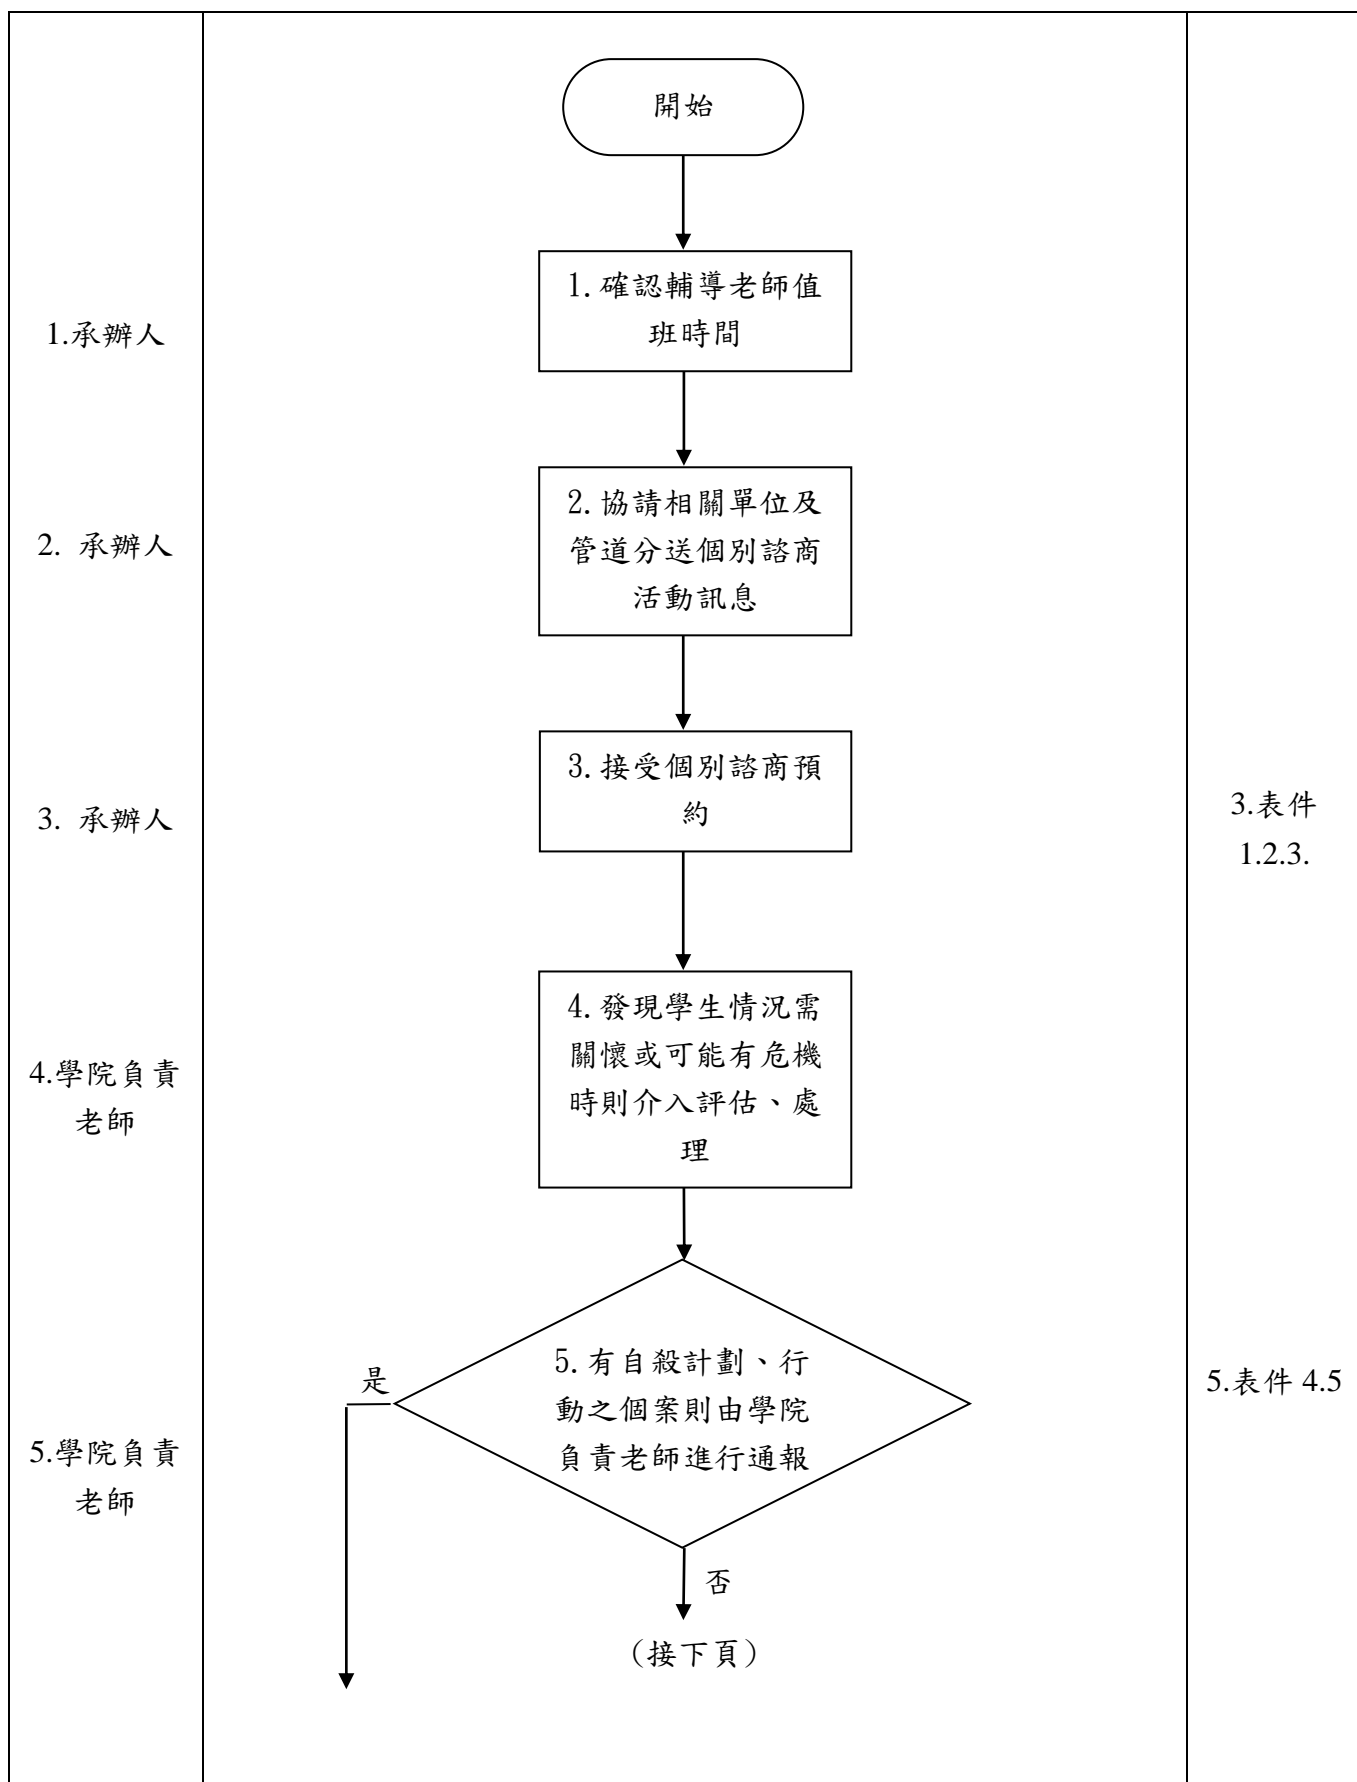 開始
1.承辦人
1.確認輔導老師值
班時間
2. 承辦人
2.協請相關單位及
管道分送個別諮商
活動訊息
3. 承辦人
3.接受個別諮商預
約
3.表件
1.2.3.
4.學院負責
老師
4.發現學生情況需
關懷或可能有危機
時則介入評估、處
理
5.學院負責
老師
5.有自殺計劃、行
動之個案則由學院
負責老師進行通報
是
否
5.表件 4.5
（接下頁）